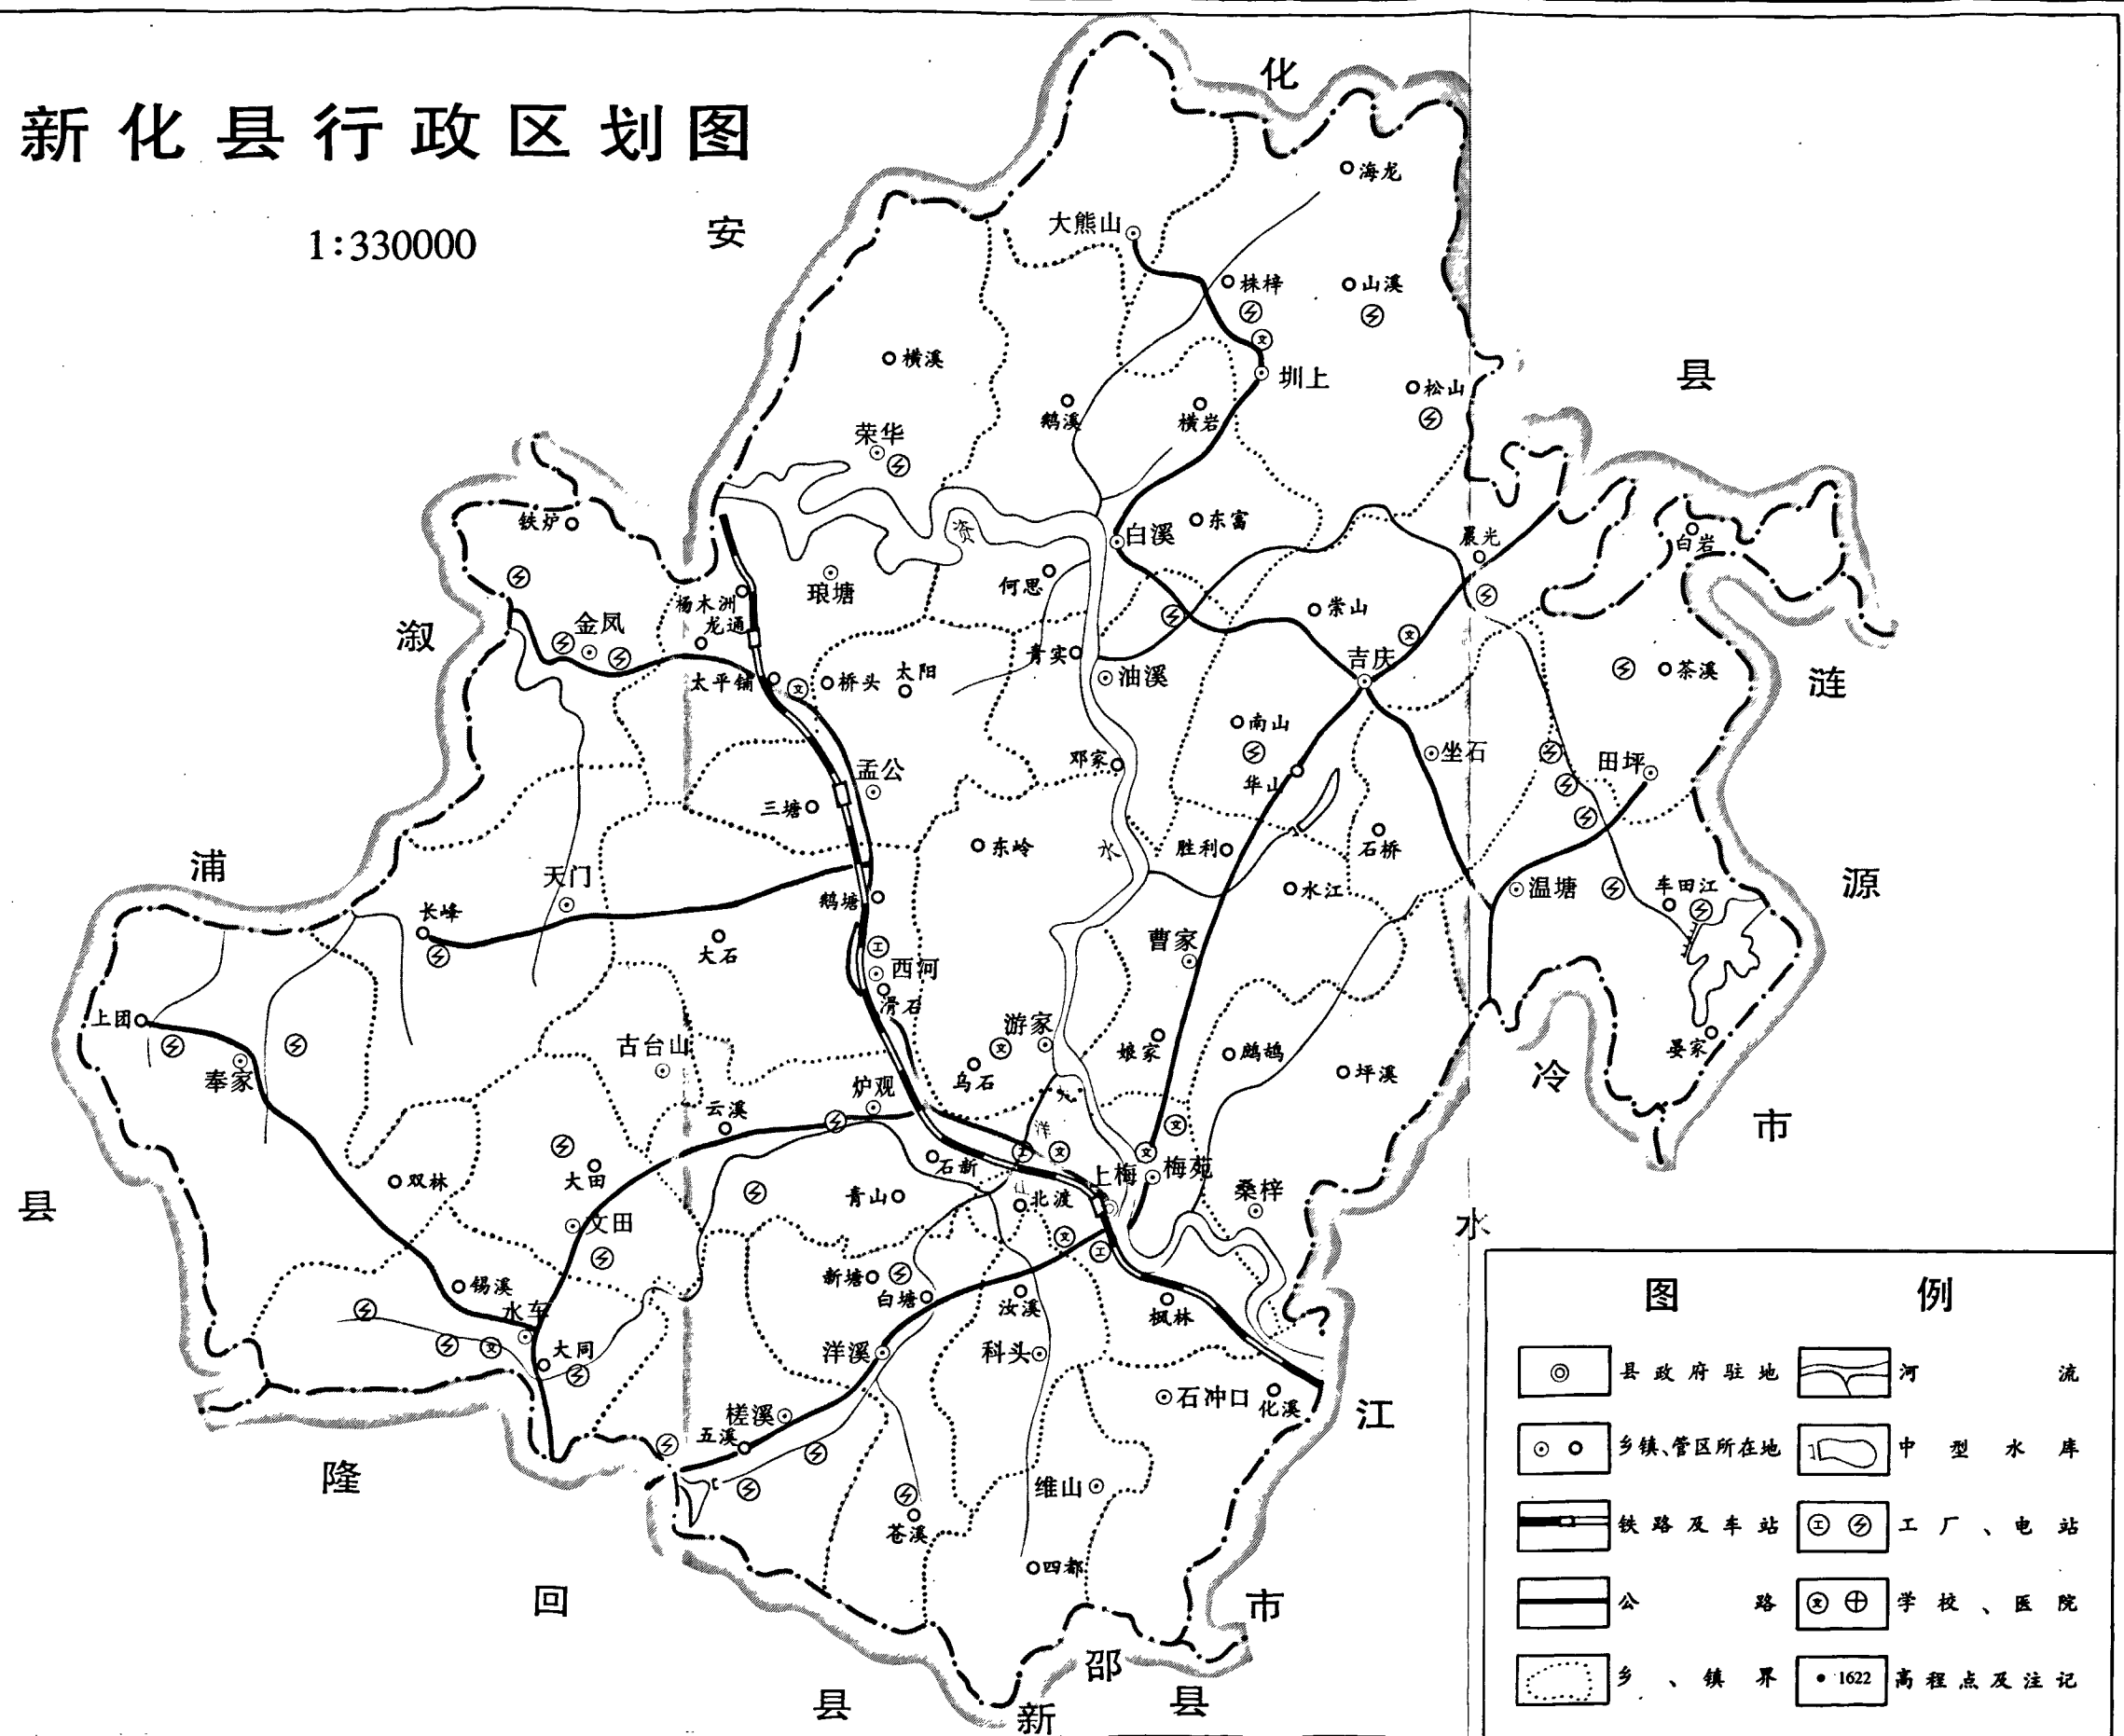 新化县行政区划图
1:330000
安
化
县
溆
浦
县
隆
回
县
新
邵
县
冷
水
江
市
涟
源
市
海龙
大熊山
株梓
山溪
横溪
圳上
松山
鹅溪
横岩
荣华
铁炉
资
白溪
东富
晨光
白岩
杨木洲
琅塘
何思
金凤
龙通
崇山
青实
吉庆
太平铺
桥头
太阳
油溪
茶溪
南山
坐石
孟公
邓家
华山
田坪
三塘
东岭
水
胜利
石桥
天门
鹅塘
水江
温塘
车田江
长峰
大石
曹家
西河
滑石
上团
古台山
游家
娘家
鹧鸪
晏家
奉家
乌石
坪溪
炉观
云溪
大
洋
双林
大田
石新
上梅
梅苑
青山
北渡
桑梓
文田
新塘
锡溪
白塘
汝溪
枫林
水车
大同
洋溪
科头
槎溪
石冲口
化溪
五溪
维山
苍溪
四都
图例
县政府驻地
河流
乡镇、管区所在地
中型水库
铁路及车站
工厂、电站
公路
学校、医院
乡、镇界
1622 高程点及注记